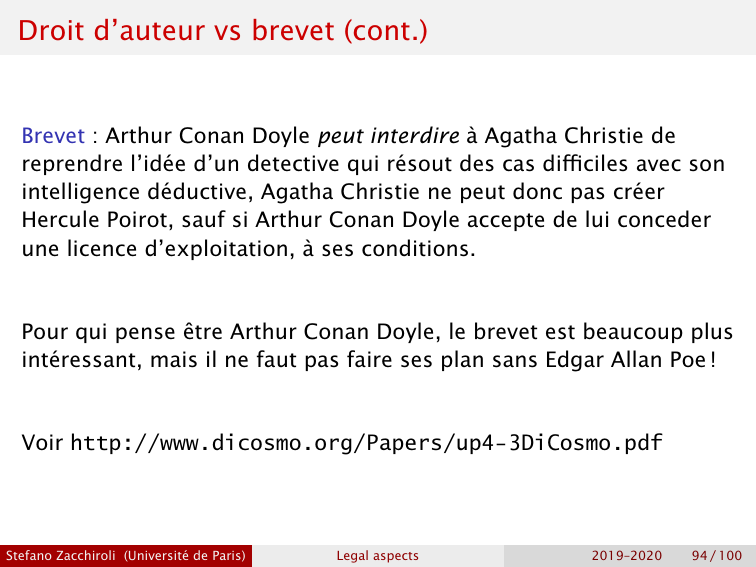 Droit d’auteur vs brevet (cont.)
Brevet : Arthur Conan Doyle peut interdire à Agatha Christie de
reprendre l’idée d’un detective qui résout des cas difficiles avec son
intelligence déductive, Agatha Christie ne peut donc pas créer
Hercule Poirot, sauf si Arthur Conan Doyle accepte de lui conceder
une licence d’exploitation, à ses conditions.
Pour qui pense être Arthur Conan Doyle, le brevet est beaucoup plus
intéressant, mais il ne faut pas faire ses plan sans Edgar Allan Poe !
Voir http://www.dicosmo.org/Papers/up4-3DiCosmo.pdf
Stefano Zacchiroli (Université de Paris) Legal aspects 2019–2020 94 / 100